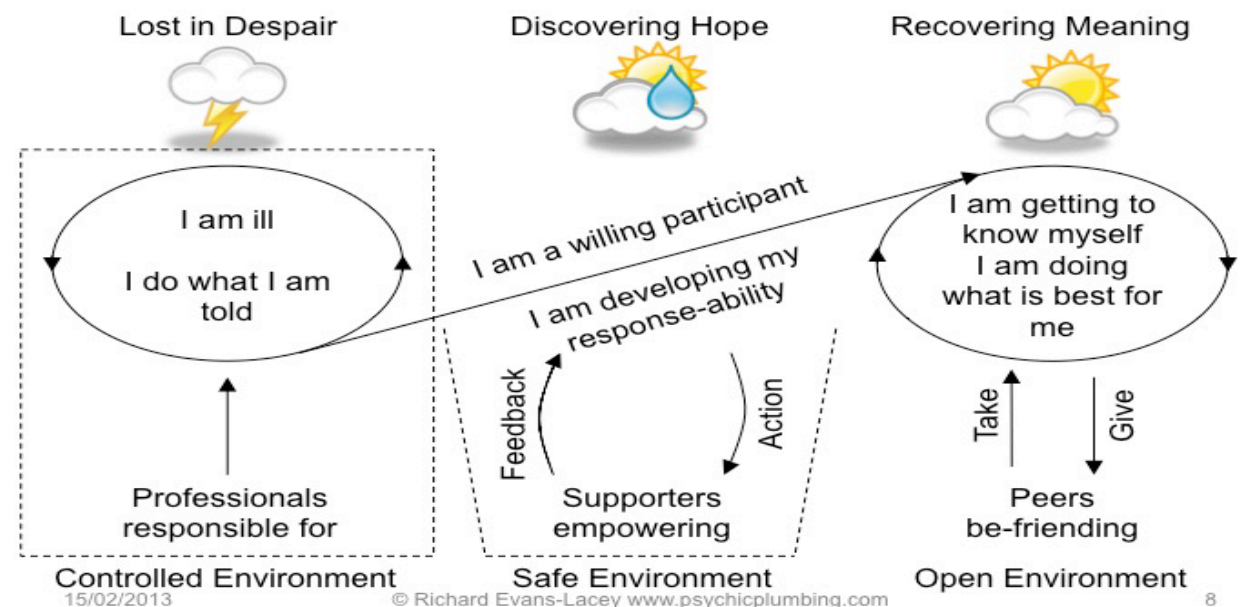 Lost in Despair
Discovering Hope
Recovering Meaning
I am ill
I do what I am
told
I am a willing participant
I am developing my
response-ability
I am getting to
know myself
I am doing
what is best for
me
Feedback
Action
Take
Give
Professionals
responsible for
Supporters
empowering
Peers
be-friending
Controlled Environment
Safe Environment
Open Environment
15/02/2013
© Richard Evans-Lacey www.psychicplumbing.com
8